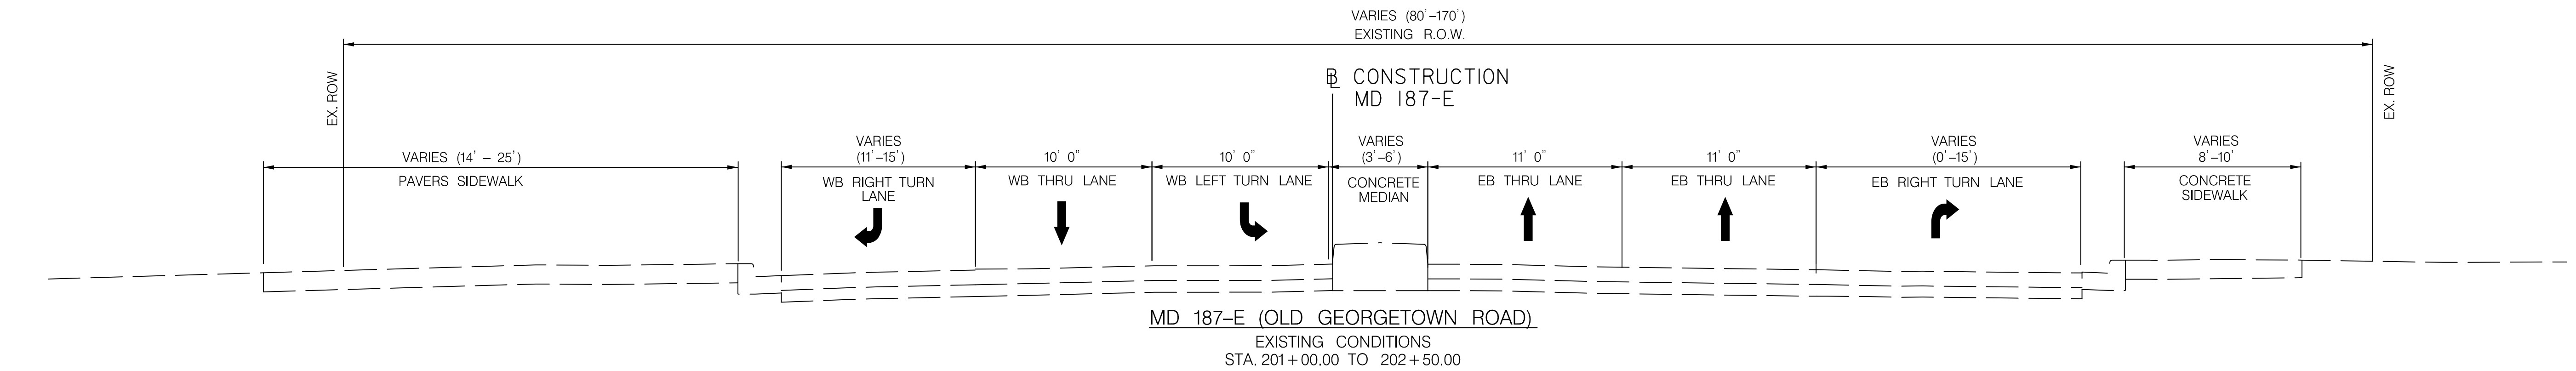 VARIES (80'-170')
EXISTING R.O.W.
EX. ROW
EX. ROW
BL CONSTRUCTION
MD 187-E
VARIES (14' - 25')
PAVERS SIDEWALK
VARIES
(11'-15')
WB RIGHT TURN
LANE
10' 0"
WB THRU LANE
10' 0"
WB LEFT TURN LANE
VARIES
(3'-6')
CONCRETE
MEDIAN
11' 0"
EB THRU LANE
11' 0"
EB THRU LANE
VARIES
(0'-15')
EB RIGHT TURN LANE
VARIES
8'-10'
CONCRETE
SIDEWALK
MD 187-E (OLD GEORGETOWN ROAD)
EXISTING CONDITIONS
STA. 201+00.00 TO 202+50.00